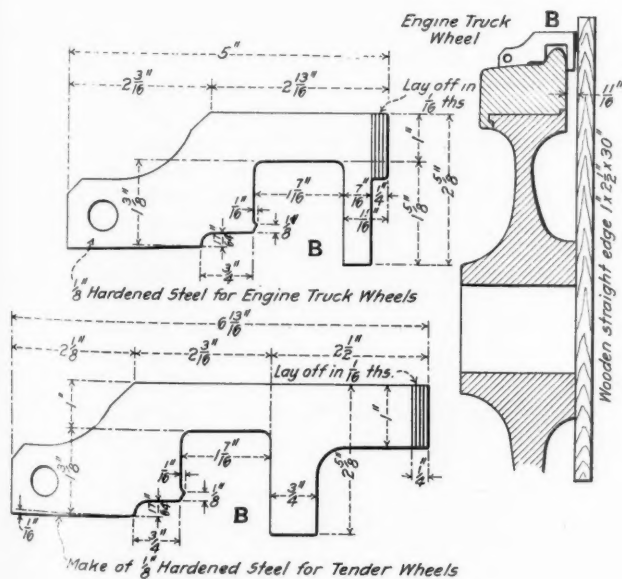 5"
2 3/16"
2 13/16"
Lay off in
1/16 ths
1"
2 5/8"
1 5/8"
1 3/8"
1/16"
1 7/16"
7/16"
1/4"
11/16"
1/8"
17/64"
3/4"
B
1/8" Hardened Steel for Engine Truck Wheels
6 13/16"
2 1/8"
2 3/16"
2 1/2"
Lay off in 1/16 ths.
1"
1"
2 5/8"
1 3/8"
1/16"
1 7/16"
1/8"
3/4"
1/4"
17/64"
3/4"
1/16"
B
Make of 1/8" Hardened Steel for Tender Wheels
Engine Truck
Wheel
B
11/16"
Wooden straight edge 1" x 2 1/2" x 30"